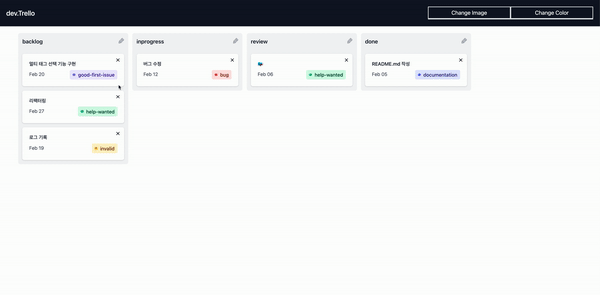 dev.Trello
Change Image
Change Color
backlog
멀티 태그 선택 기능 구현
Feb 20
good-first-issue
리팩터링
Feb 27
help-wanted
로그 기록
Feb 19
invalid
inprogress
버그 수정
Feb 12
bug
review
Feb 06
help-wanted
done
README.md 작성
Feb 05
documentation